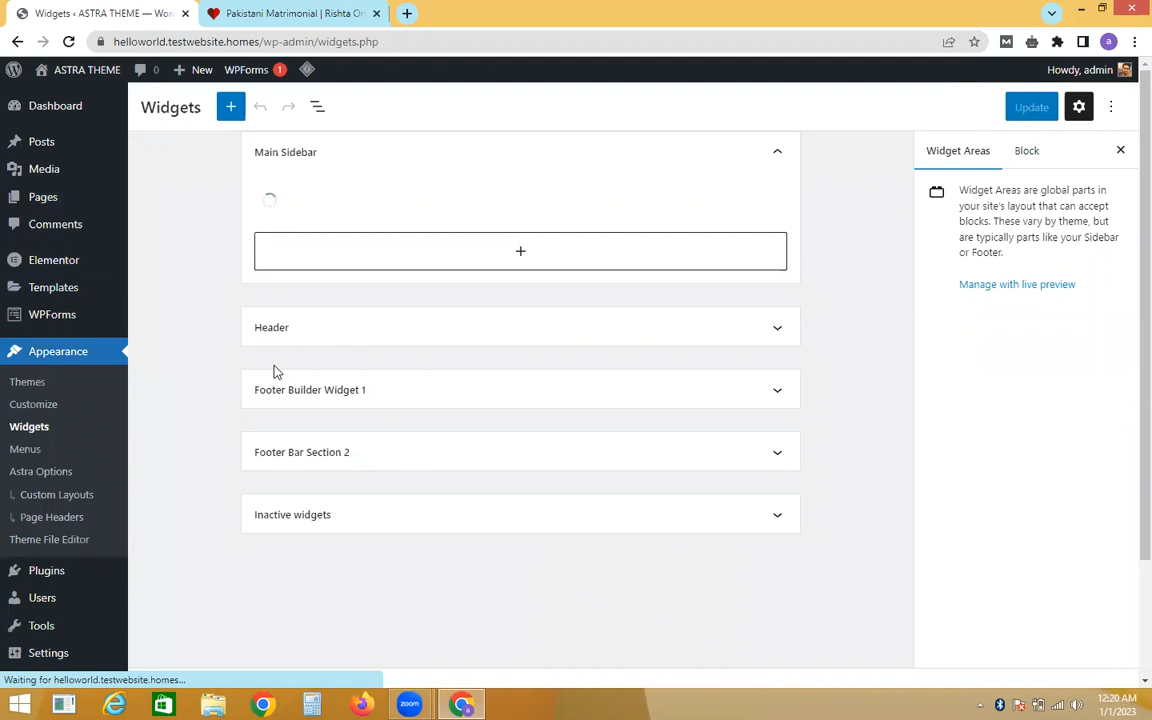 Widgets ‹ ASTRA THEME — Wor
Pakistani Matrimonial | Rishta On
helloworld.testwebsite.homes/wp-admin/widgets.php
M
a
ASTRA THEME
0
New
WPForms 1
Howdy, admin
Dashboard
Posts
Media
Pages
Comments
Elementor
Templates
WPForms
Appearance
Themes
Customize
Widgets
Menus
Astra Options
Custom Layouts
Page Headers
Theme File Editor
Plugins
Users
Tools
Settings
Widgets
Update
Main Sidebar
Header
Footer Builder Widget 1
Footer Bar Section 2
Inactive widgets
Widget Areas
Block
Widget Areas are global parts in
your site's layout that can accept
blocks. These vary by theme, but
are typically parts like your Sidebar
or Footer.
Manage with live preview
Waiting for helloworld.testwebsite.homes...
zoom
a
12:20 AM
1/1/2023